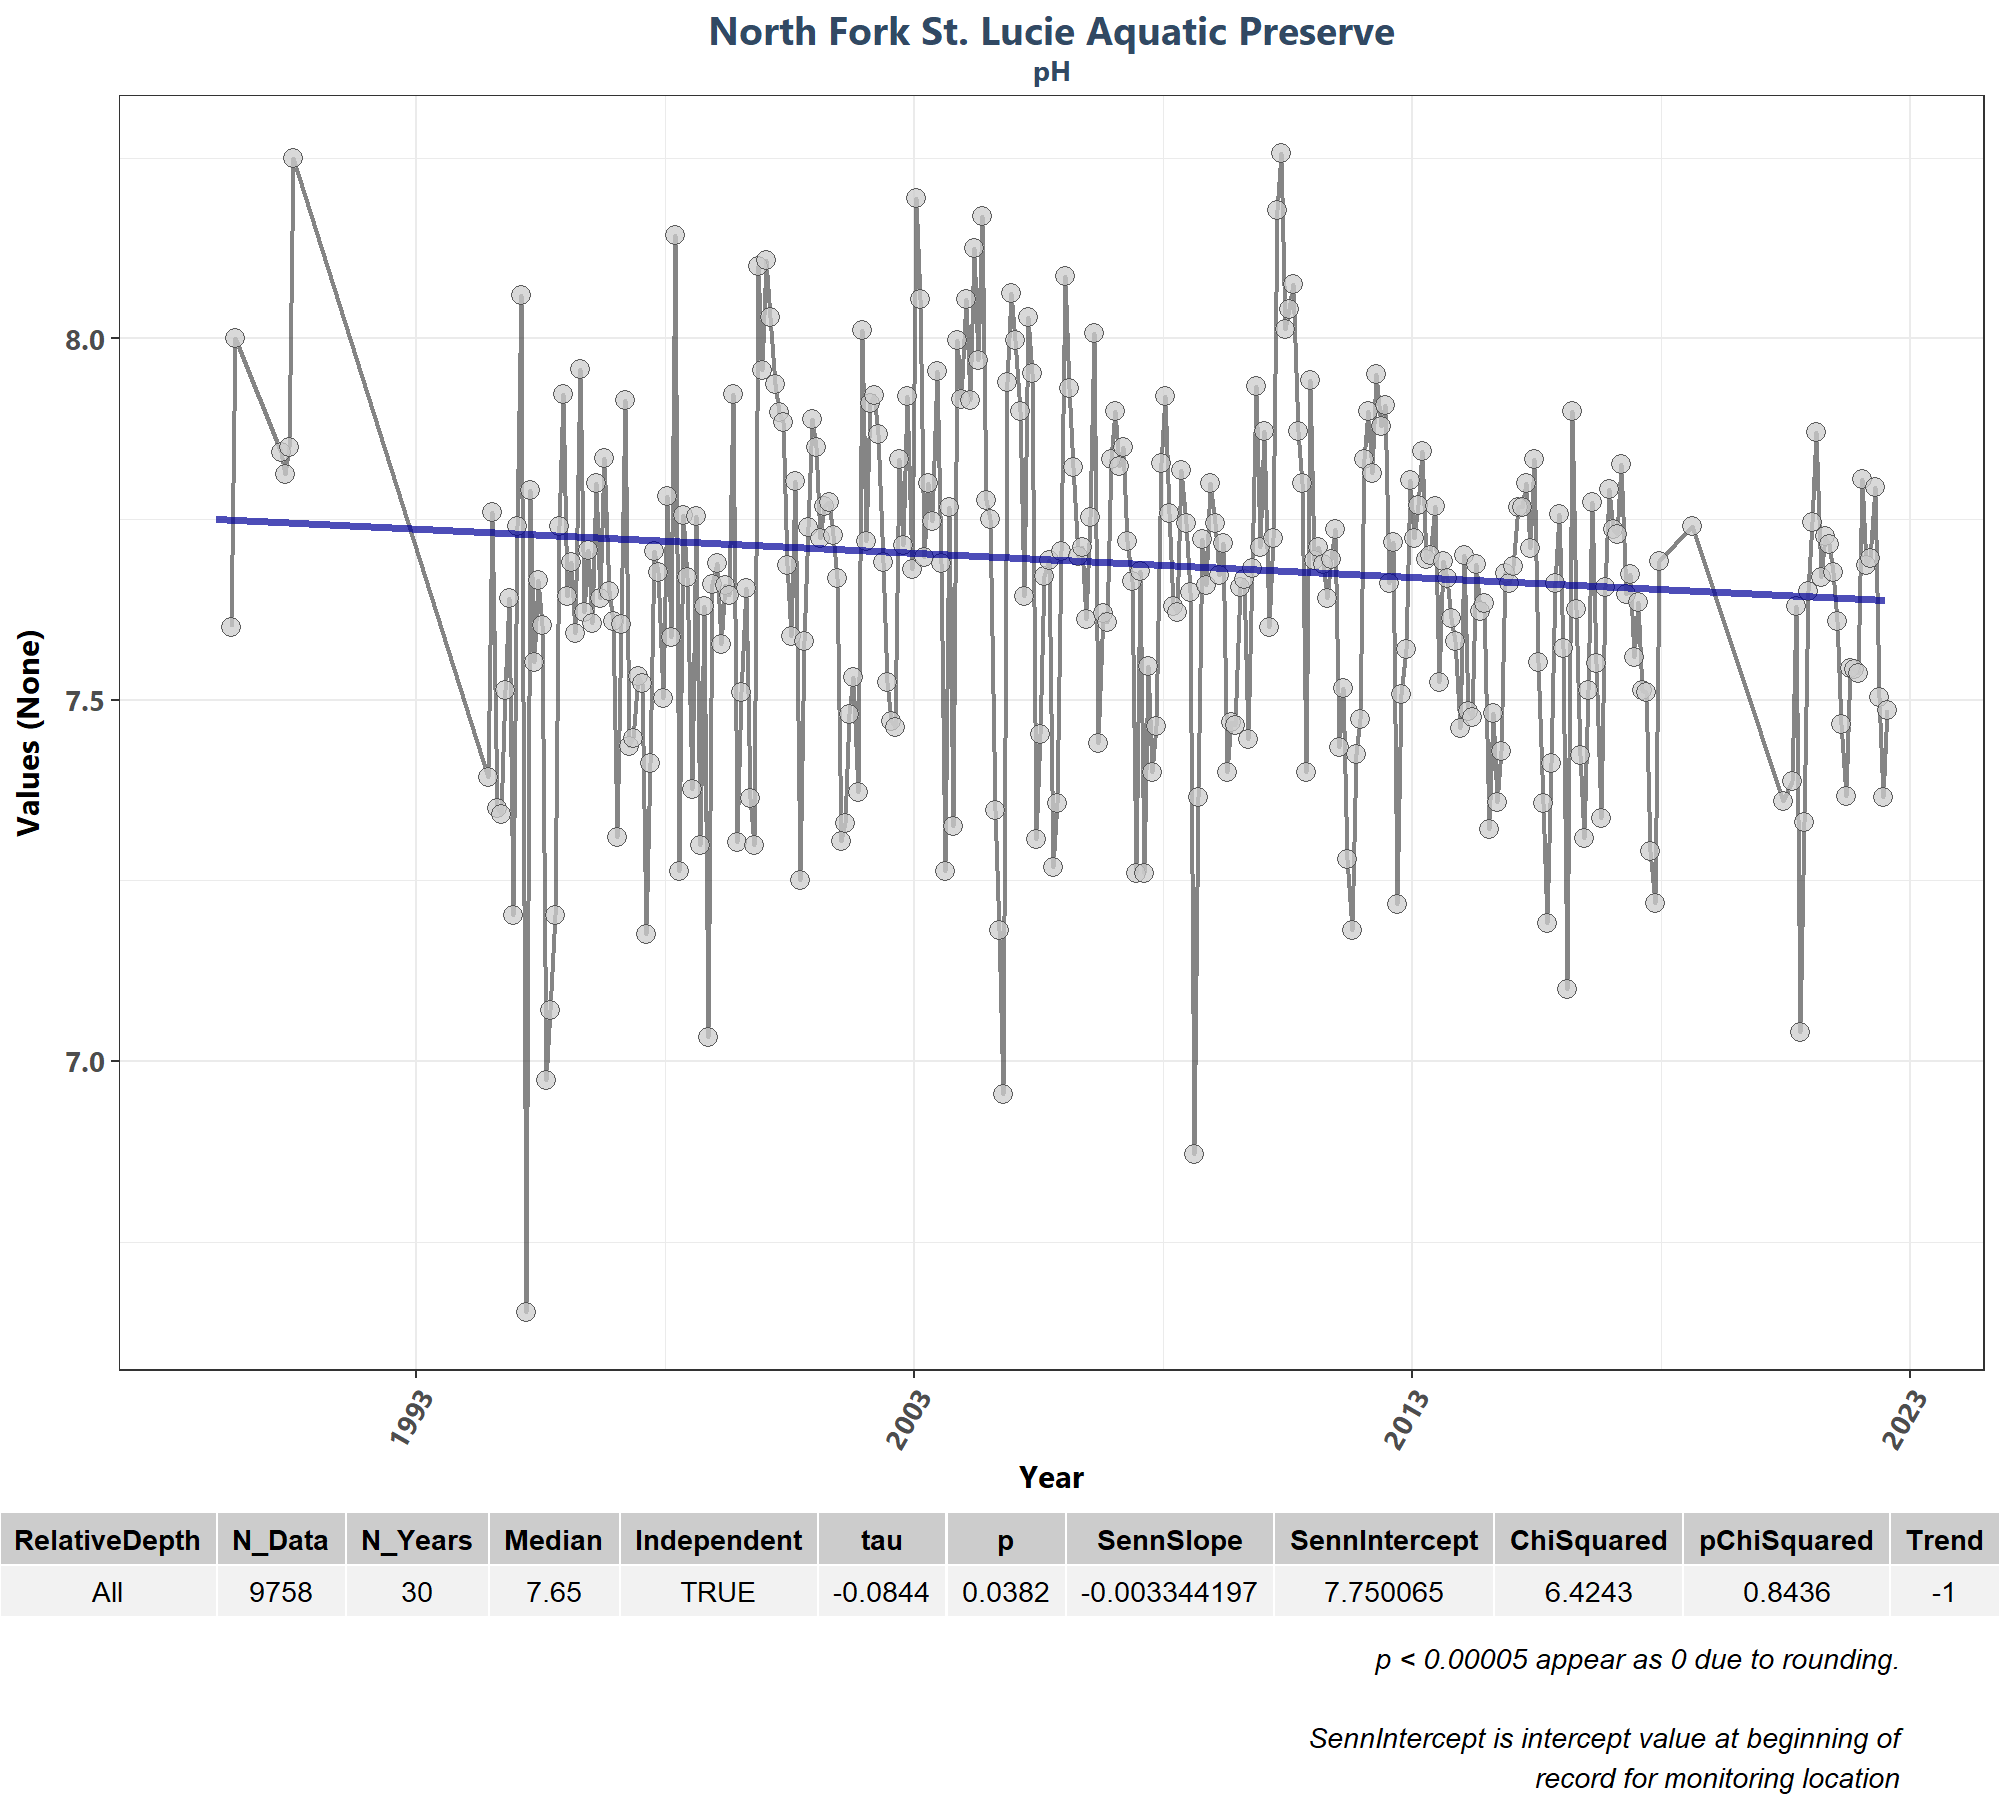 North Fork St. Lucie Aquatic Preserve
pH
Values (None)
8.0
7.5
7.0
1993
2003
2013
2023
Year
RelativeDepth N_Data N_Years Median Independent tau p SennSlope SennIntercept ChiSquared pChiSquared Trend
All 9758 30 7.65 TRUE -0.0844 0.0382 -0.003344197 7.750065 6.4243 0.8436 -1
p < 0.00005 appear as 0 due to rounding.
SennIntercept is intercept value at beginning of
record for monitoring location